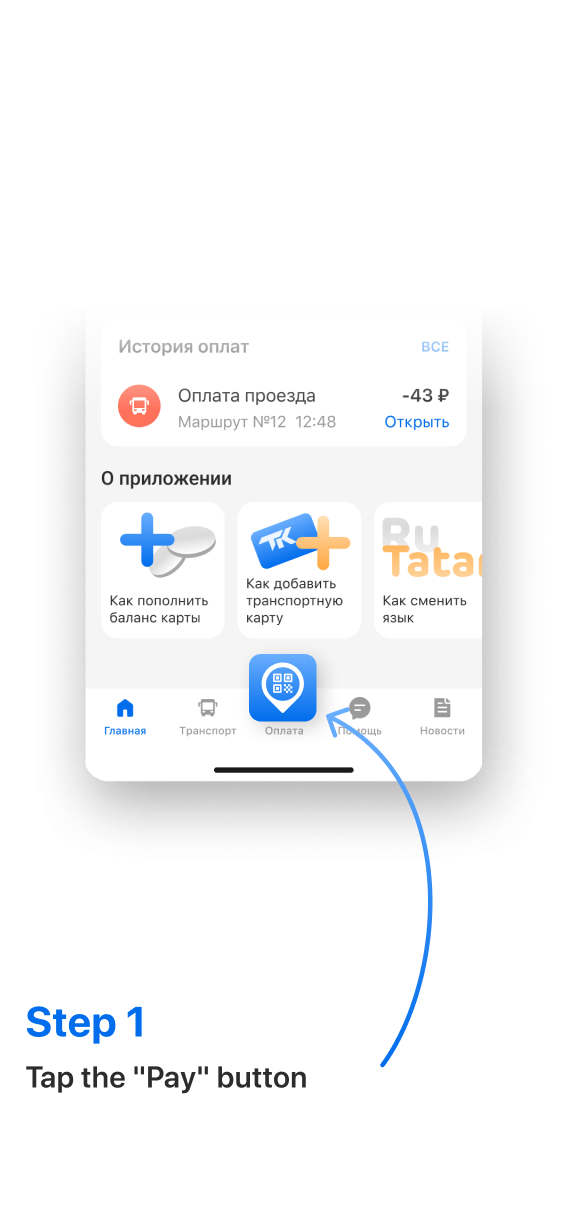 История оплат
ВСЕ
Оплата проезда
-43 ₽
Маршрут №12 12:48
Открыть
О приложении
Как пополнить
баланс карты
ТК
Как добавить
транспортную
карту
Ru
Tatar
Как сменить
язык
Главная
Транспорт
Оплата
Помощь
Новости
Step 1
Tap the "Pay" button